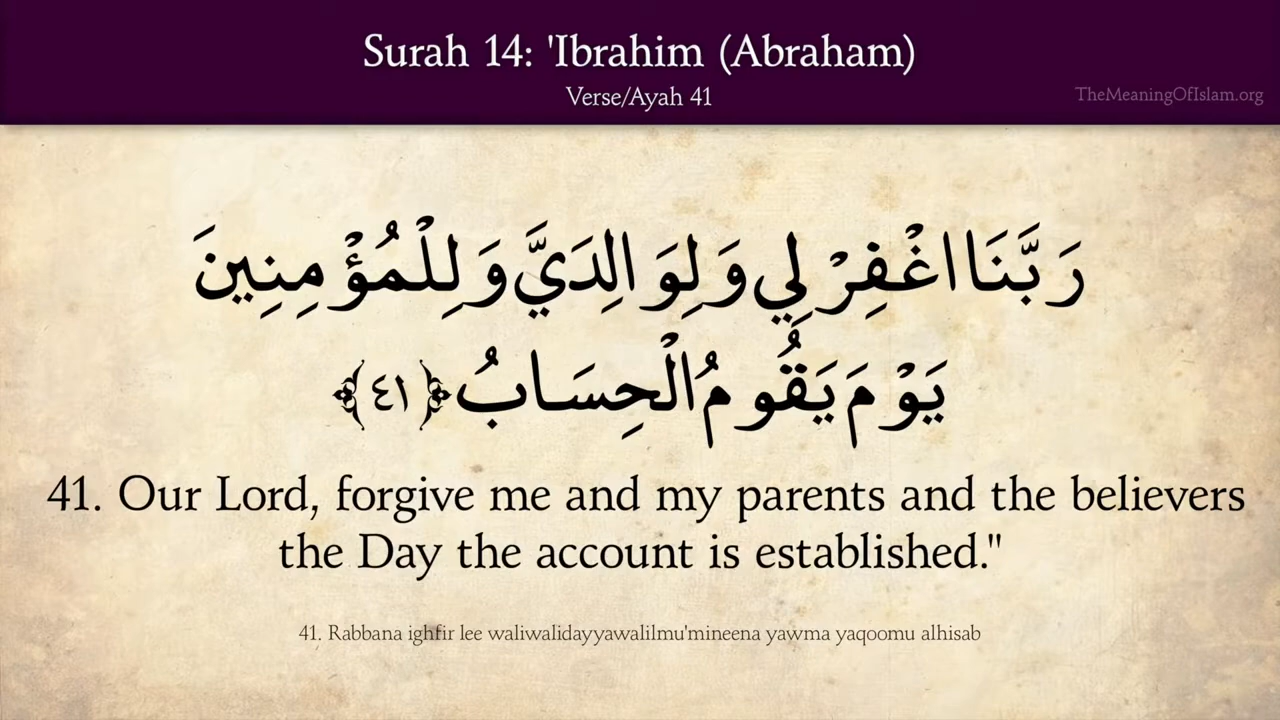 Surah 14: 'Ibrahim (Abraham)
Verse/Ayah 41
TheMeaningOfIslam.org
رَبَّنَا اغْفِرْ لِي وَلِوَالِدَيَّ وَلِلْمُؤْمِنِينَ
يَوْمَ يَقُومُ الْحِسَابُ ﴿٤١﴾
41. Our Lord, forgive me and my parents and the believers
the Day the account is established."
41. Rabbana ighfir lee waliwalidayyawalilmu'mineena yawma yaqoomu alhisab